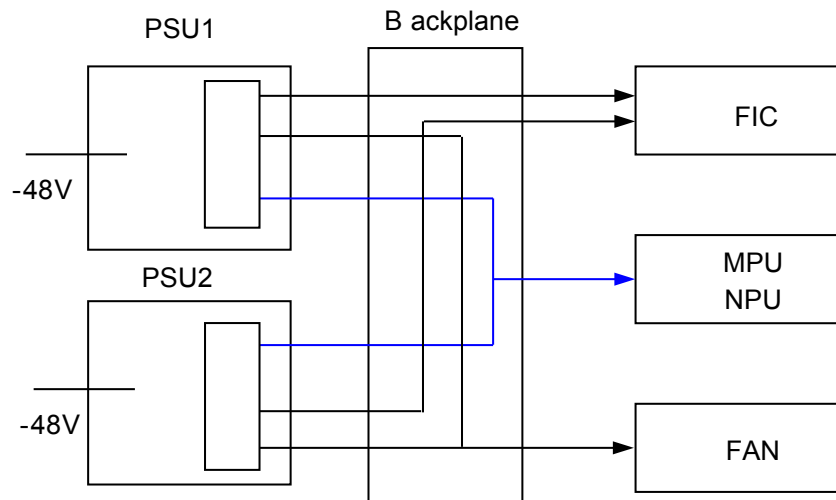 B ackplane
PSU1
FIC
-48V
MPU
NPU
PSU2
-48V
FAN